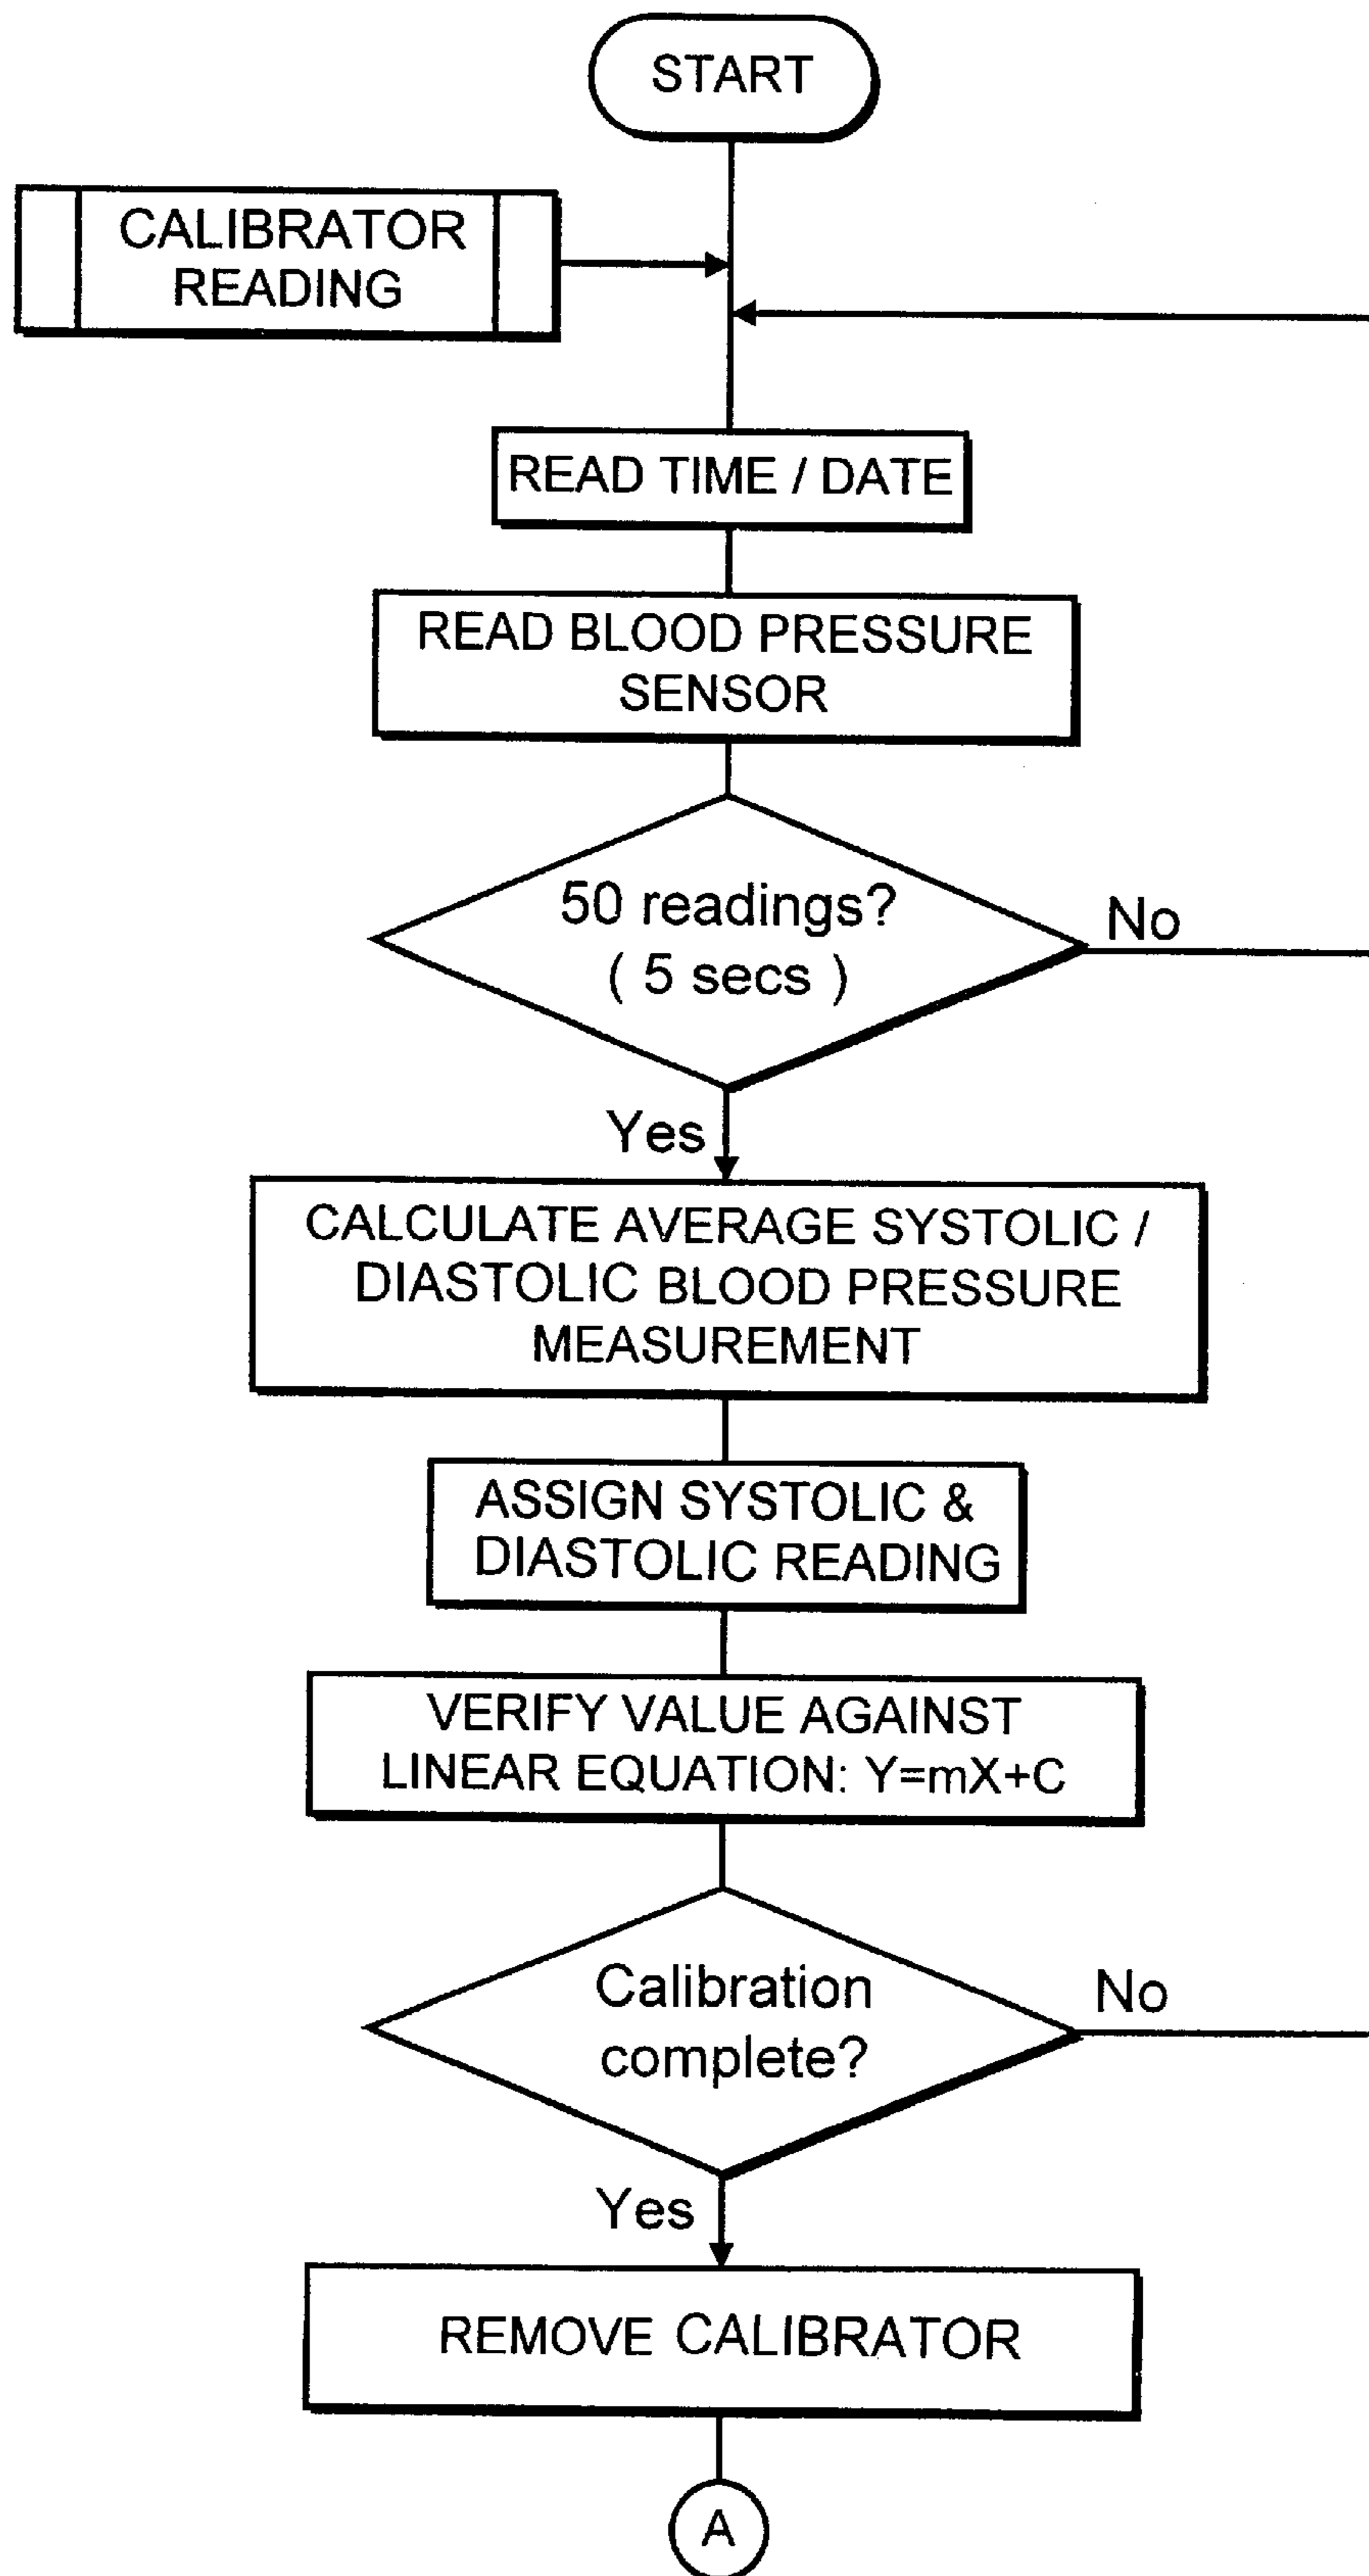 START
CALIBRATOR
READING
READ TIME / DATE
READ BLOOD PRESSURE
SENSOR
50 readings?
( 5 secs )
No
Yes
CALCULATE AVERAGE SYSTOLIC /
DIASTOLIC BLOOD PRESSURE
MEASUREMENT
ASSIGN SYSTOLIC &
DIASTOLIC READING
VERIFY VALUE AGAINST
LINEAR EQUATION: Y=mX+C
Calibration
complete?
No
Yes
REMOVE CALIBRATOR
A